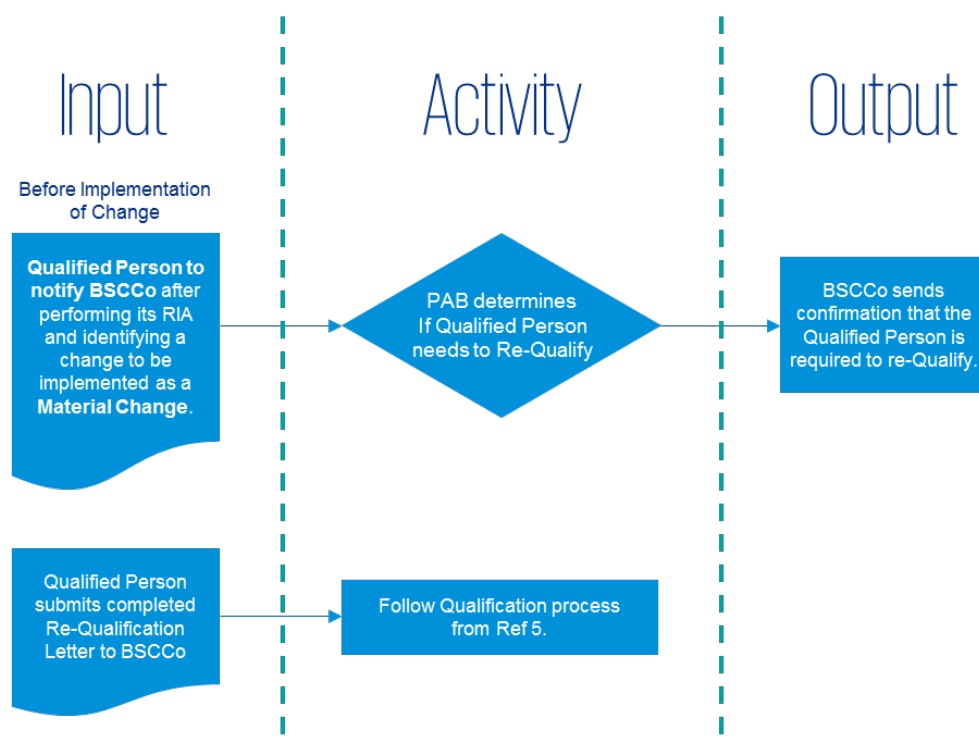 Input
Activity
Output
Before Implementation
of Change
Qualified Person to
notify BSCCo after
performing its RIA
and identifying a
change to be
implemented as a
Material Change.
PAB determines
If Qualified Person
needs to Re-Qualify
BSCCo sends
confirmation that the
Qualified Person is
required to re-Qualify.
Qualified Person
submits completed
Re-Qualification
Letter to BSCCo
Follow Qualification process
from Ref 5.